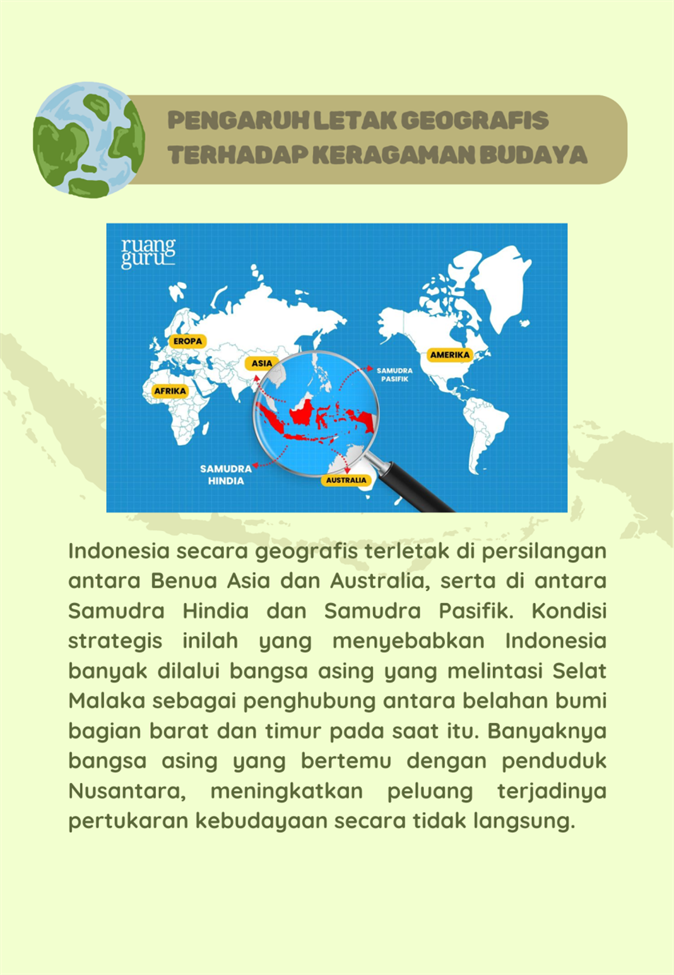 PENGARUH LETAK GEOGRAFIS
TERHADAP KERAGAMAN BUDAYA
ruang
guru
EROPA
ASIA
AFRIKA
AMERIKA
SAMUDRA
PASIFIK
SAMUDRA
HINDIA
AUSTRALIA
Indonesia secara geografis terletak di persilangan
antara Benua Asia dan Australia, serta di antara
Samudra Hindia dan Samudra Pasifik. Kondisi
strategis inilah yang menyebabkan Indonesia
banyak dilalui bangsa asing yang melintasi Selat
Malaka sebagai penghubung antara belahan bumi
bagian barat dan timur pada saat itu. Banyaknya
bangsa asing yang bertemu dengan penduduk
Nusantara, meningkatkan peluang terjadinya
pertukaran kebudayaan secara tidak langsung.